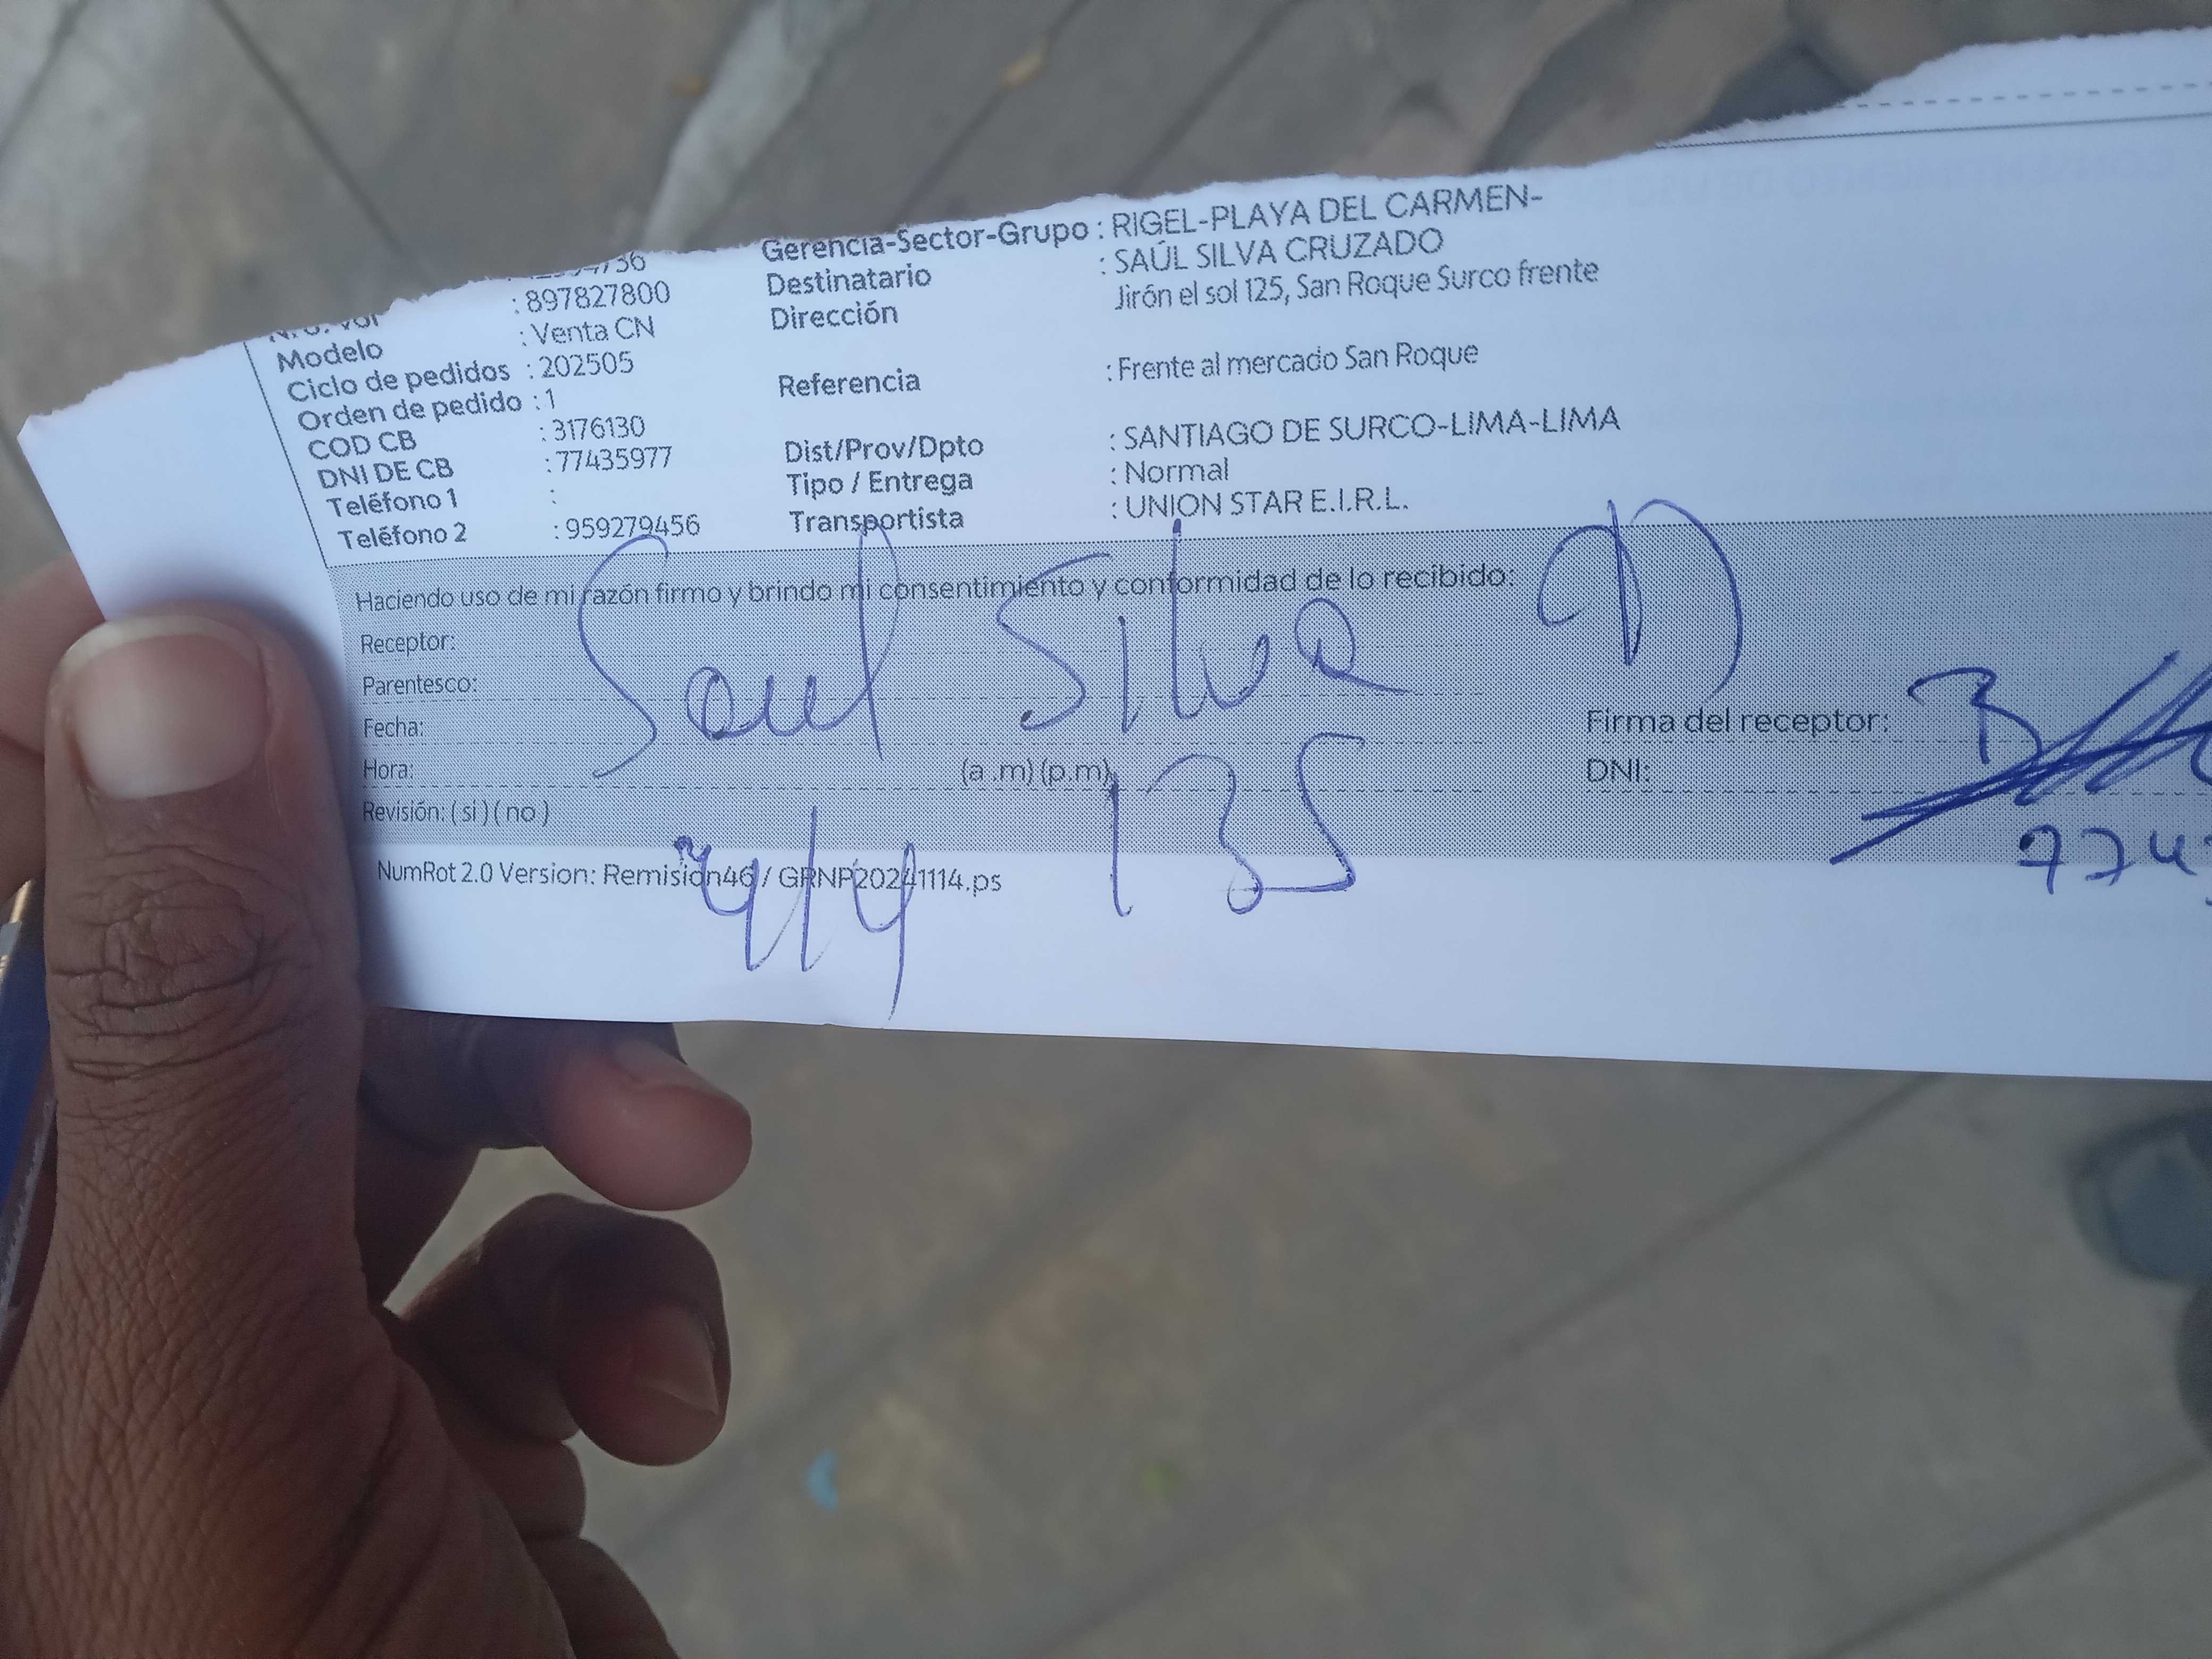 Gerencia-Sector-Grupo : RIGEL-PLAYA DEL CARMEN-
: 897827800
Destinatario : SAÚL SILVA CRUZADO
Modelo : Venta CN
Dirección Jirón el sol 125, San Roque Surco frente
Ciclo de pedidos : 202505
Orden de pedido : 1
Referencia : Frente al mercado San Roque
COD CB : 3176130
DNI DE CB : 77435977
Dist/Prov/Dpto : SANTIAGO DE SURCO-LIMA-LIMA
Teléfono 1 :
Tipo / Entrega : Normal
Teléfono 2 : 959279456
Transportista : UNION STAR E.I.R.L.
Haciendo uso de mi razón firmo y brindo mi consentimiento y conformidad de lo recibido:
Receptor: Saul Silva
Parentesco:
Fecha:
Firma del receptor:
Hora: (a .m) (p.m)
DNI:
Revisión: ( si ) ( no )
135
774
NumRot 2.0 Version: Remision46 / GRNP20241114.ps